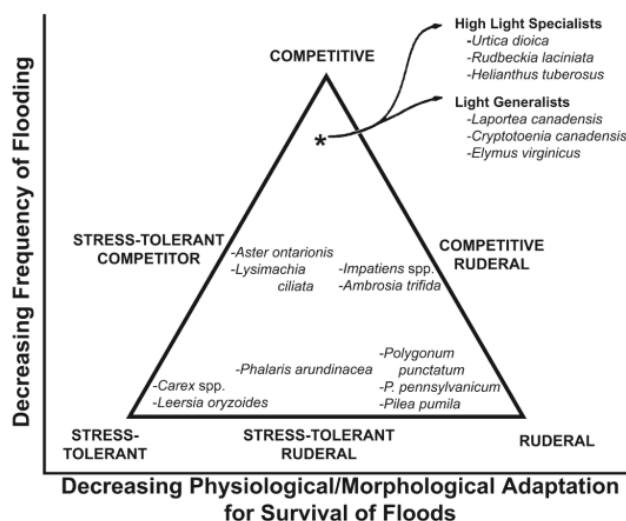 High Light Specialists
-Urtica dioica
-Rudbeckia laciniata
-Helianthus tuberosus
COMPETITIVE
Light Generalists
-Laportea canadensis
-Cryptotoenia canadensis
-Elymus virginicus
*
Decreasing Frequency of Flooding
STRESS-TOLERANT
COMPETITOR
-Aster ontarionis
-Lysimachia
ciliata
-Impatiens spp.
-Ambrosia trifida
COMPETITIVE
RUDERAL
-Carex spp.
-Leersia oryzoides
-Phalaris arundinacea
-Polygonum
punctatum
-P. pennsylvanicum
-Pilea pumila
STRESS-
TOLERANT
STRESS-TOLERANT
RUDERAL
RUDERAL
Decreasing Physiological/Morphological Adaptation
for Survival of Floods